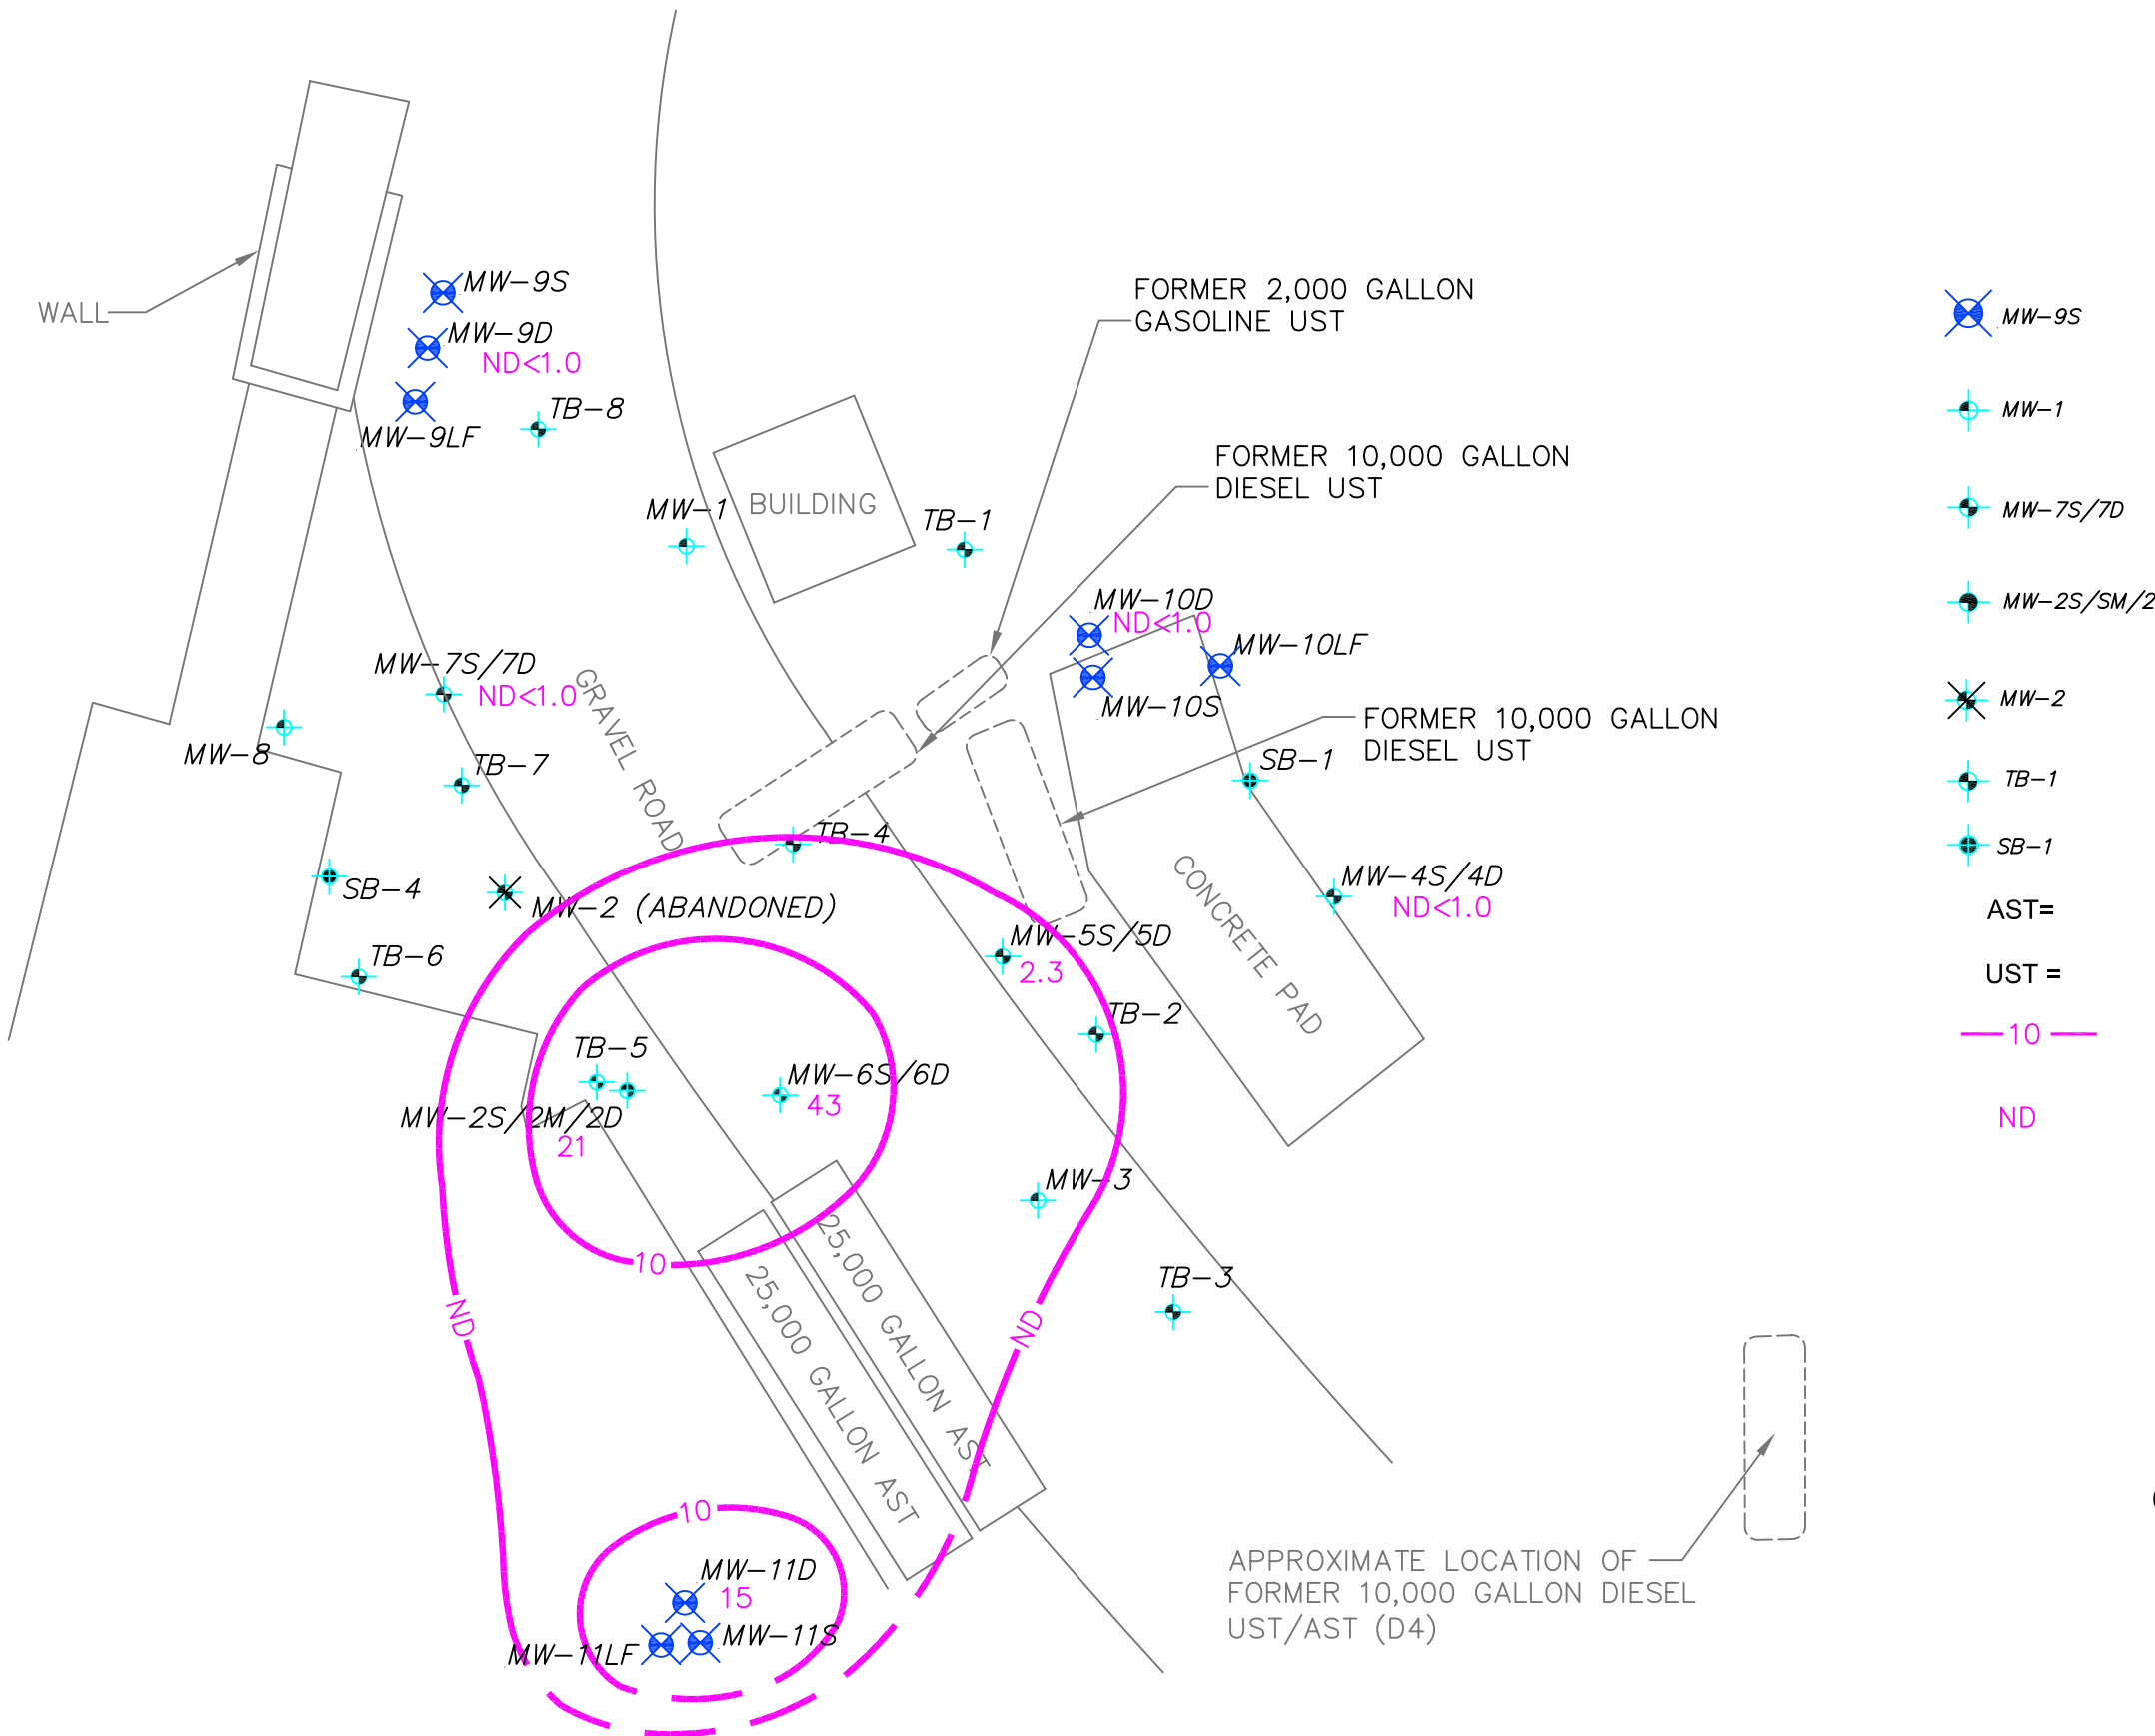 WALL
MW-9S
MW-9D
ND<1.0
MW-9LF
TB-8
FORMER 2,000 GALLON
GASOLINE UST
FORMER 10,000 GALLON
DIESEL UST
MW-1
BUILDING
TB-1
MW-10D
ND<1.0
MW-10LF
MW-10S
MW-7S/7D
ND<1.0
GRAVEL ROAD
FORMER 10,000 GALLON
DIESEL UST
MW-8
TB-7
SB-1
TB-4
CONCRETE PAD
MW-4S/4D
ND<1.0
SB-4
MW-2 (ABANDONED)
MW-5S/5D
2.3
TB-6
TB-2
TB-5
MW-6S/6D
43
MW-2S/2M/2D
21
MW-3
10
25,000 GALLON AST
25,000 GALLON AST
TB-3
ND
ND
10
MW-11D
15
MW-11S
MW-11LF
APPROXIMATE LOCATION OF
FORMER 10,000 GALLON DIESEL
UST/AST (D4)
MW-9S
MW-1
MW-7S/7D
MW-2S/SM/2
MW-2
TB-1
SB-1
AST=
UST =
10
ND